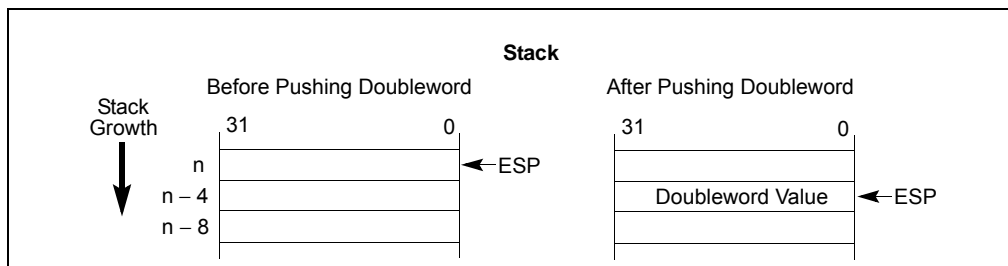 Stack
Before Pushing Doubleword
After Pushing Doubleword
Stack
Growth
31 0
31 0
n
ESP
n – 4
Doubleword Value
ESP
n – 8